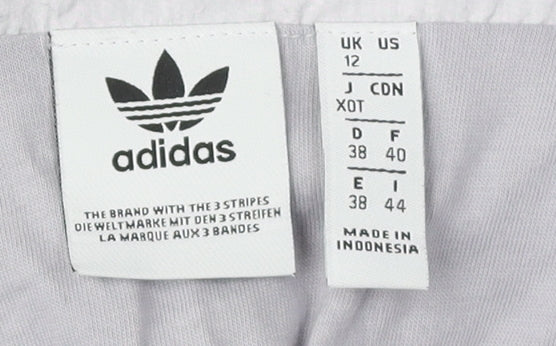 adidas
THE BRAND WITH THE 3 STRIPES
DIE WELTMARKE MIT DEN 3 STREIFEN
LA MARQUE AUX 3 BANDES
UK US
12
J CDN
XOT
D F
38 40
E I
38 44
MADE IN
INDONESIA